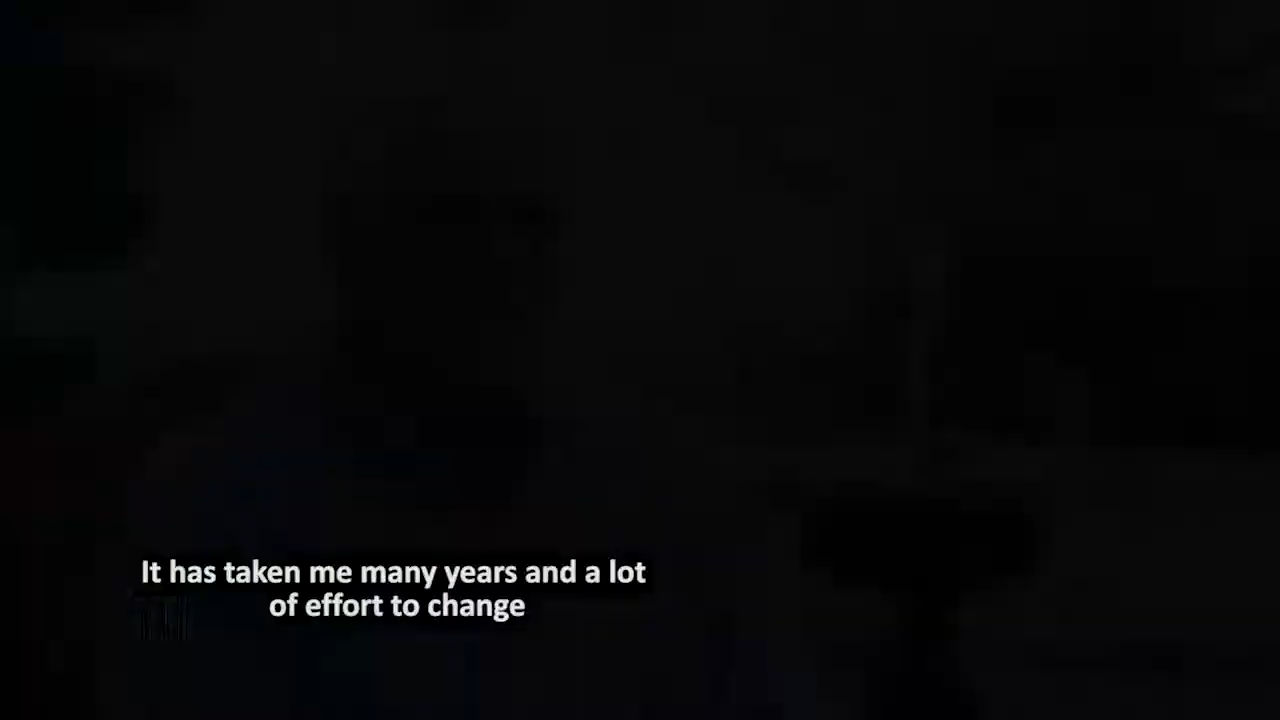 It has taken me many years and a lot
of effort to change